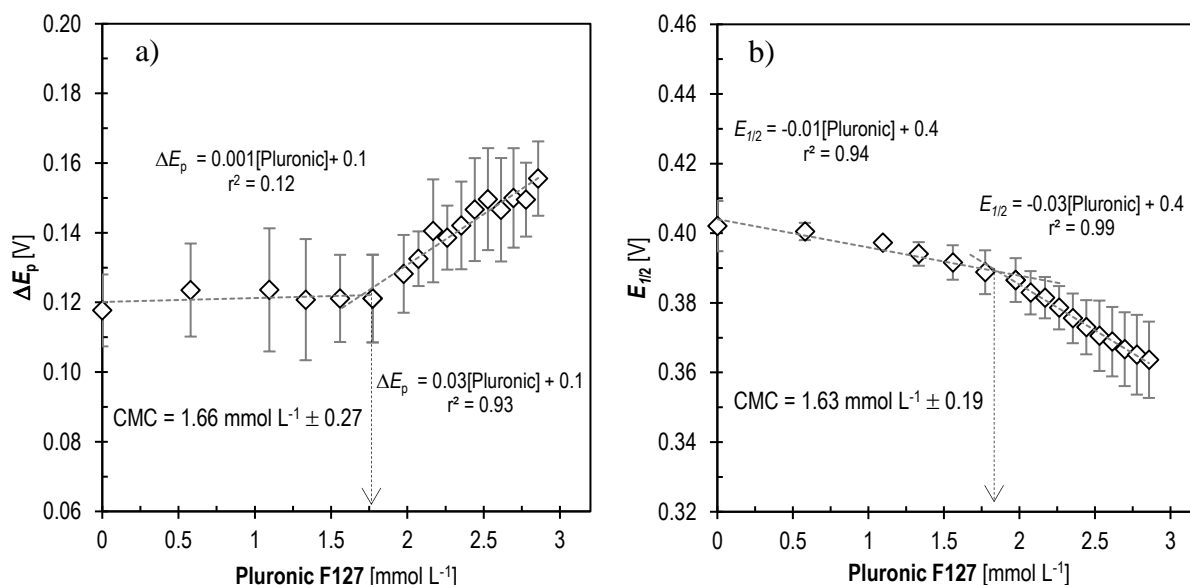 a)
0.20
0.18
0.16
0.14
0.12
0.10
0.08
0.06
ΔEp [V]
ΔEp = 0.001[Pluronic]+ 0.1
r² = 0.12
ΔEp = 0.03[Pluronic] + 0.1
r² = 0.93
CMC = 1.66 mmol L⁻¹ ± 0.27
0 0.5 1 1.5 2 2.5 3
Pluronic F127 [mmol L⁻¹]
b)
0.46
0.44
0.42
0.40
0.38
0.36
0.34
0.32
E1/2 [V]
E1/2 = -0.01[Pluronic] + 0.4
r² = 0.94
E1/2 = -0.03[Pluronic] + 0.4
r² = 0.99
CMC = 1.63 mmol L⁻¹ ± 0.19
0 0.5 1 1.5 2 2.5 3
Pluronic F127 [mmol L⁻¹]